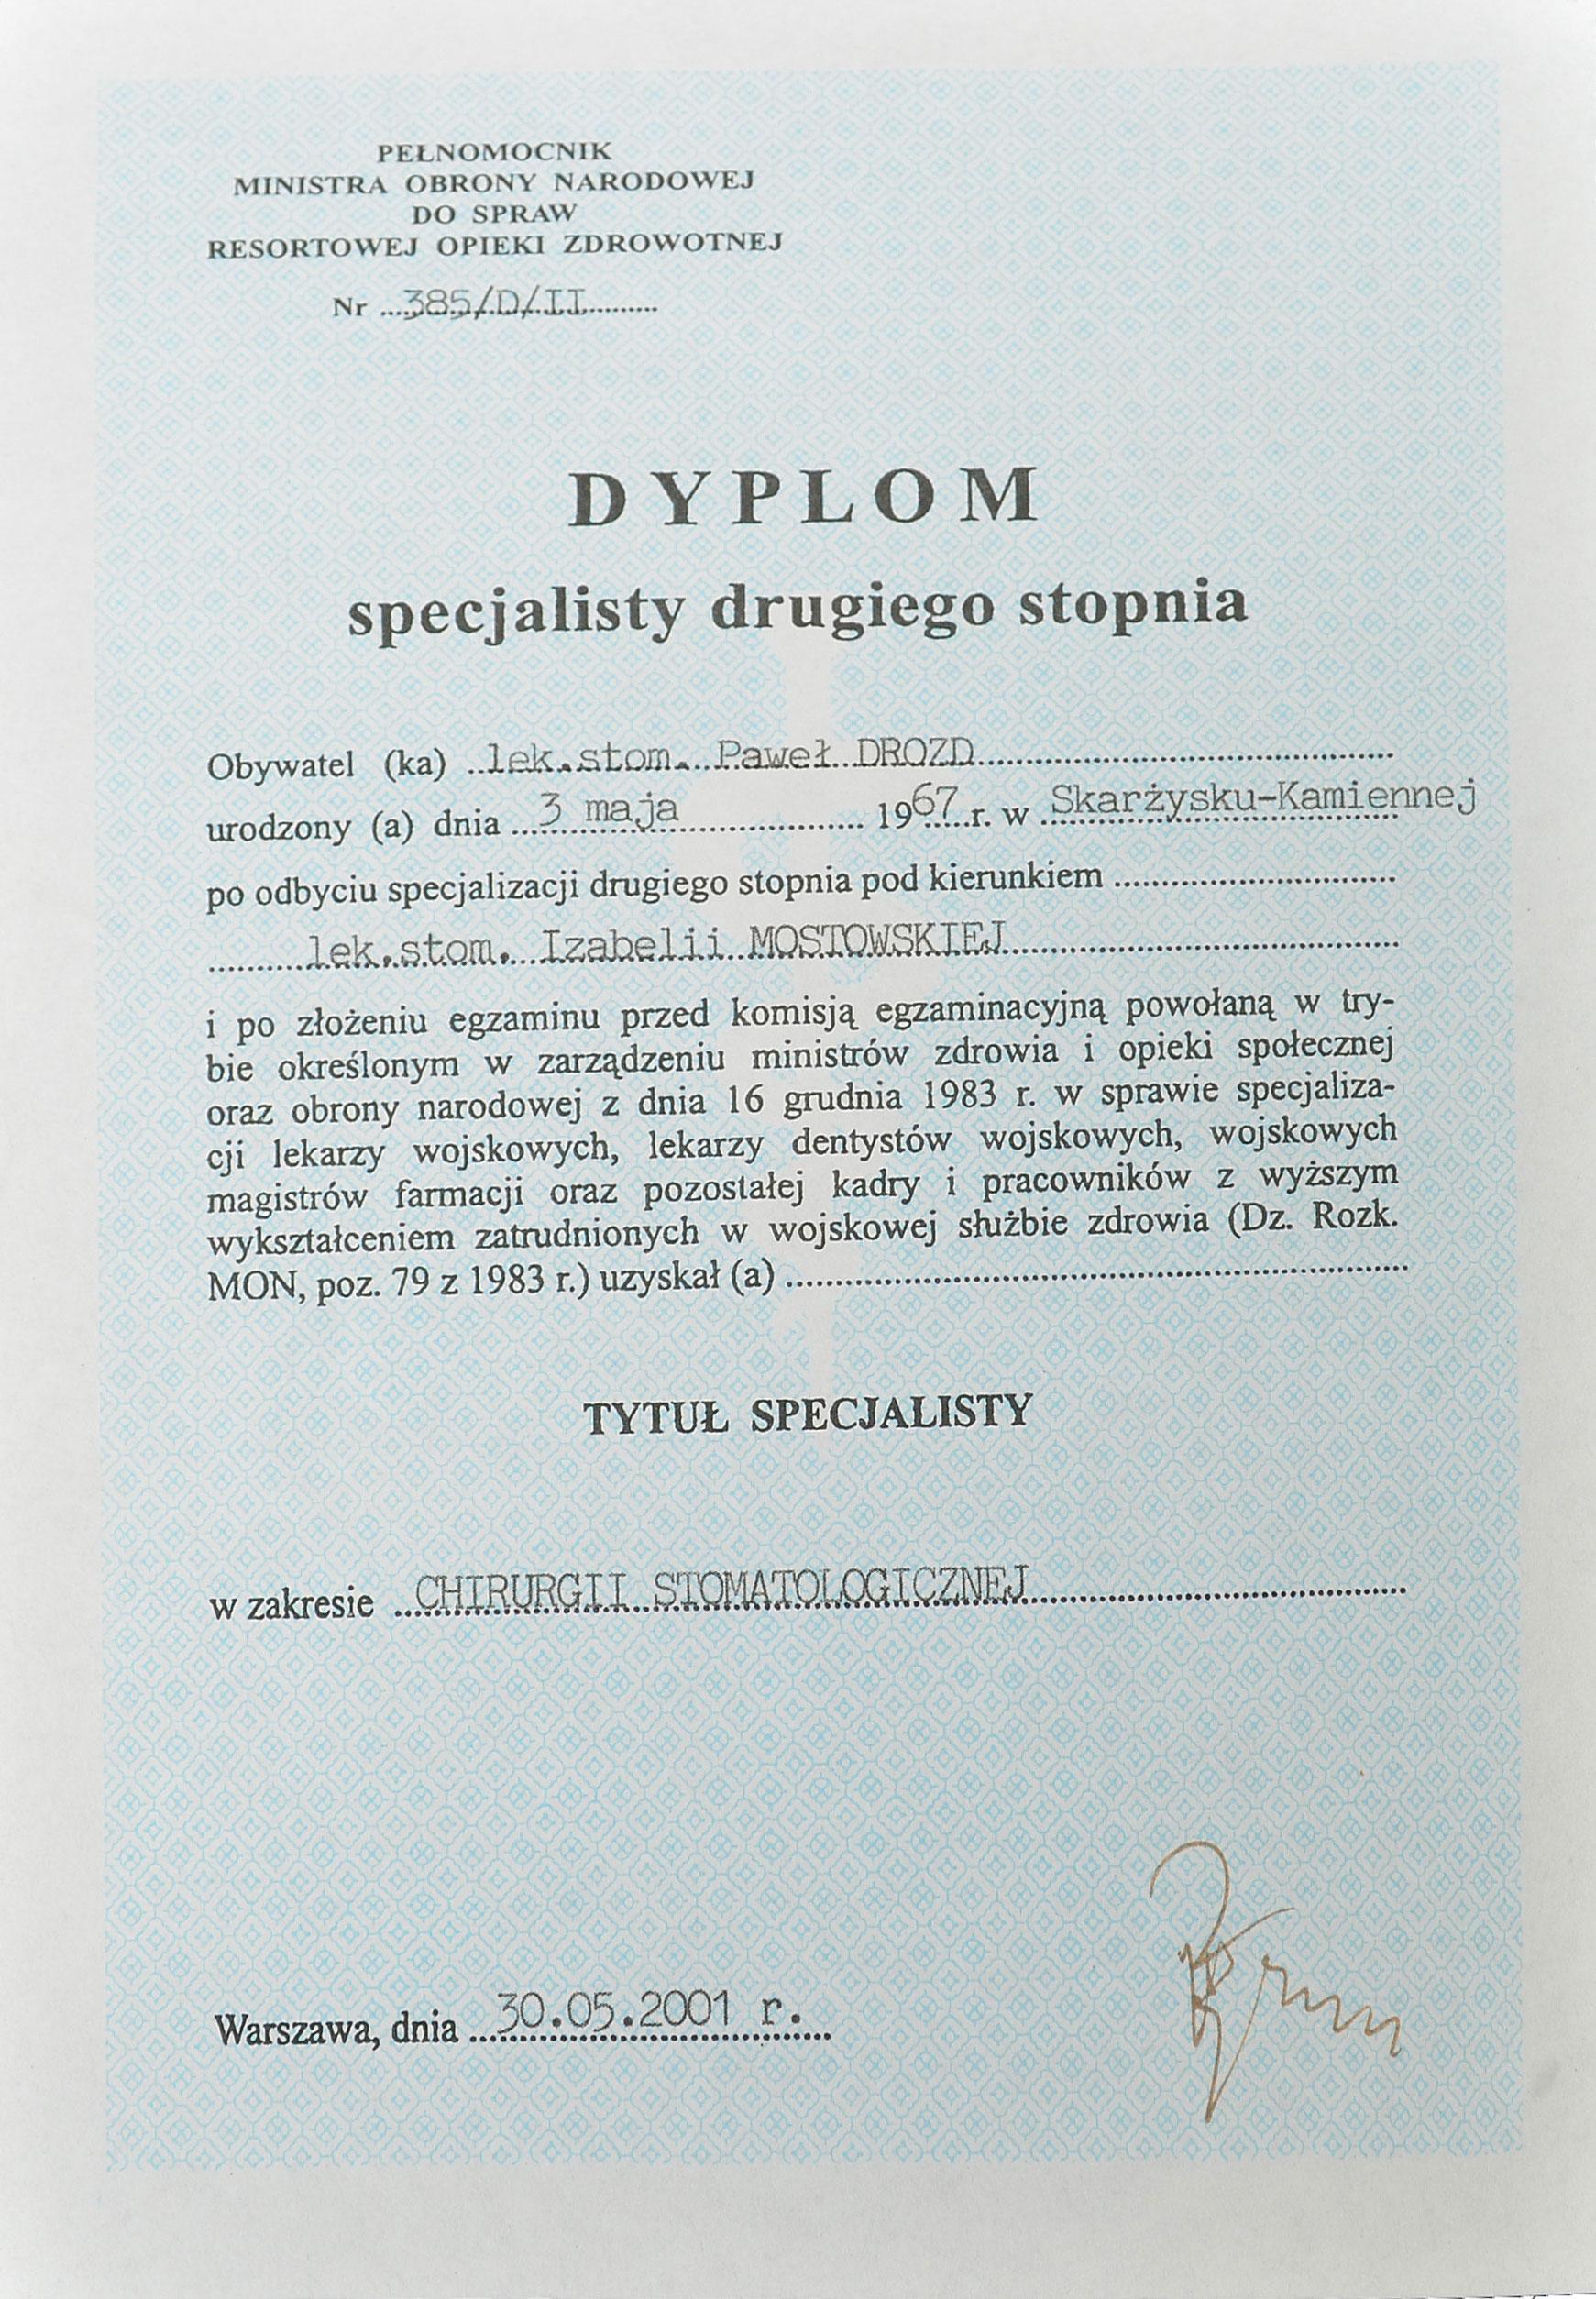 PEŁNOMOCNIK
MINISTRA OBRONY NARODOWEJ
DO SPRAW
RESORTOWEJ OPIEKI ZDROWOTNEJ
Nr 385/D/II
DYPLOM
specjalisty drugiego stopnia
Obywatel (ka) lek.stom. Paweł DROZD
urodzony (a) dnia 3 maja 1967 r. w Skarżysku-Kamiennej
po odbyciu specjalizacji drugiego stopnia pod kierunkiem
lek.stom. Izabelii MOSTOWSKIEJ
i po złożeniu egzaminu przed komisją egzaminacyjną powołaną w try-
bie określonym w zarządzeniu ministrów zdrowia i opieki społecznej
oraz obrony narodowej z dnia 16 grudnia 1983 r. w sprawie specjaliza-
cji lekarzy wojskowych, lekarzy dentystów wojskowych, wojskowych
magistrów farmacji oraz pozostałej kadry i pracowników z wyższym
wykształceniem zatrudnionych w wojskowej służbie zdrowia (Dz. Rozk.
MON, poz. 79 z 1983 r.) uzyskał (a)
TYTUŁ SPECJALISTY
w zakresie CHIRURGII STOMATOLOGICZNEJ
Warszawa, dnia 30.05.2001 r.